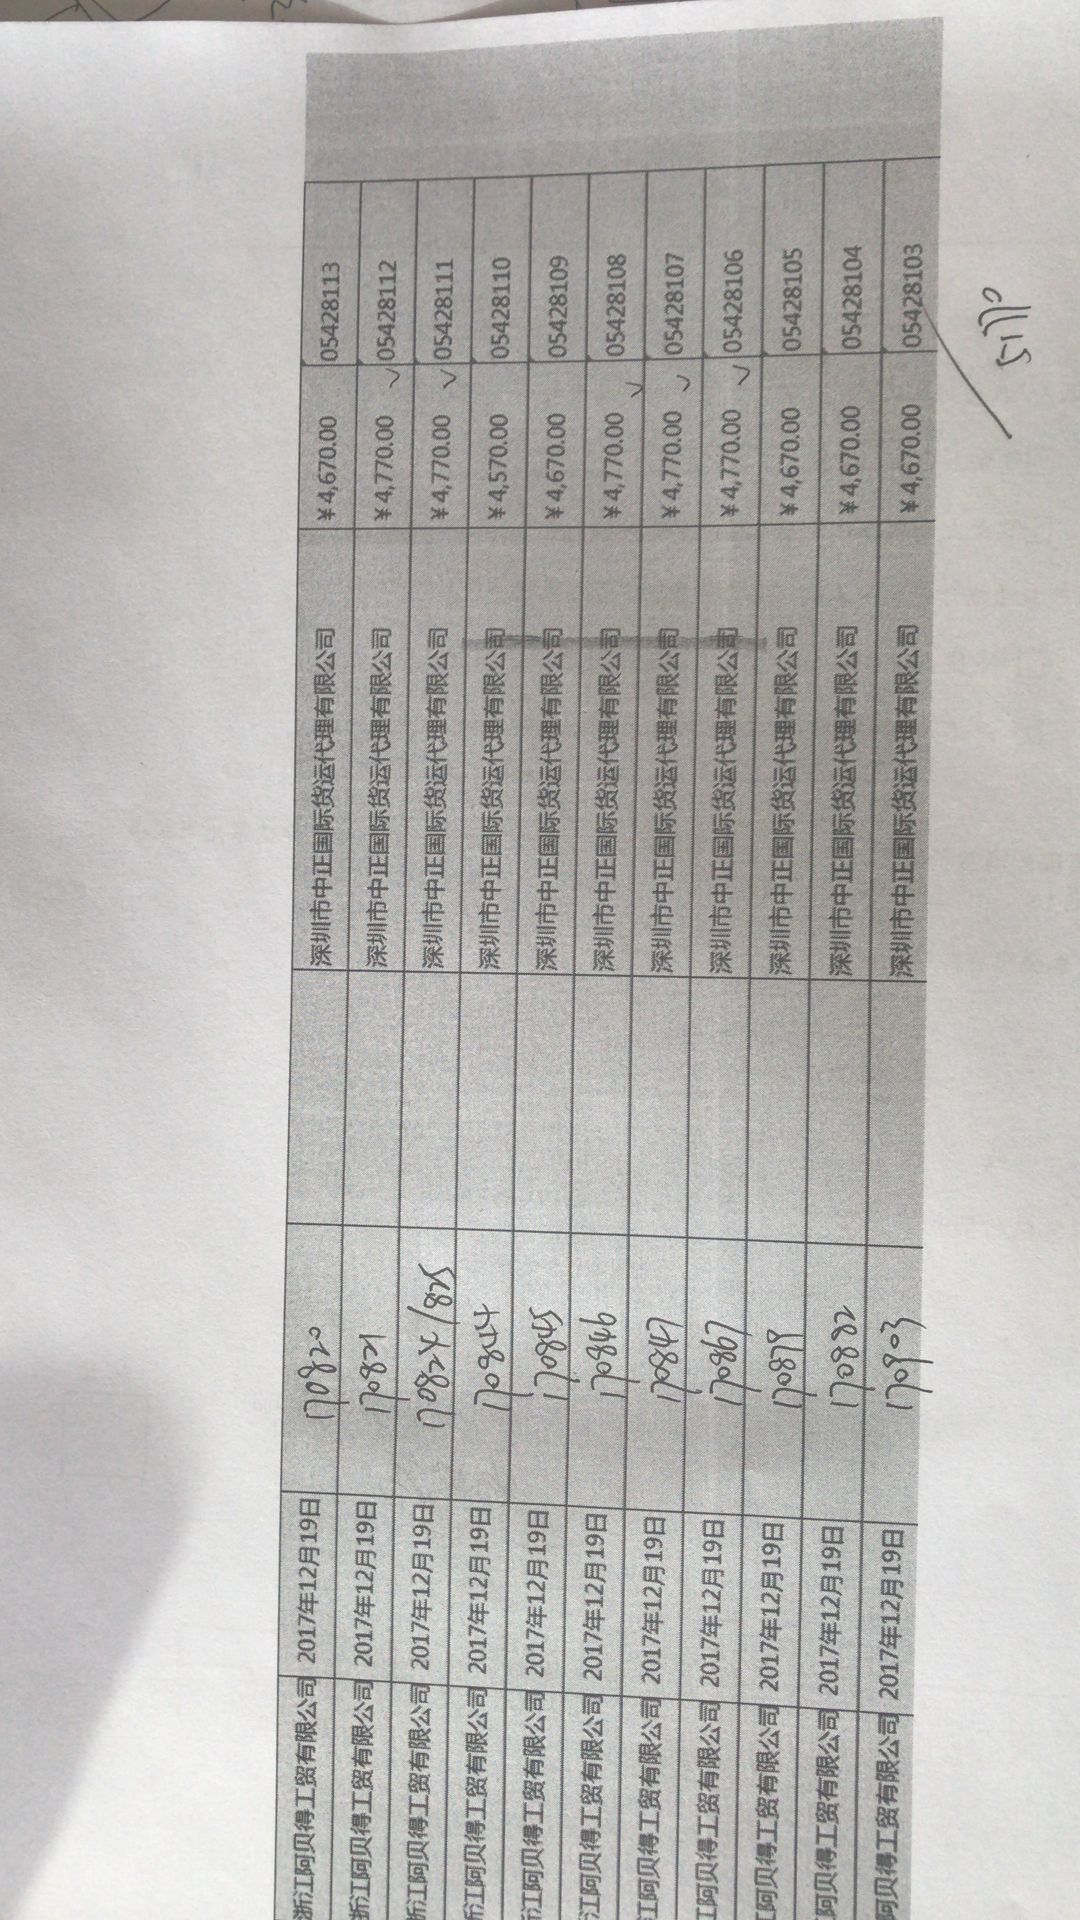 浙江阿贝得工贸有限公司 2017年12月19日 170820 深圳市中正国际货运代理有限公司 ¥4,670.00 05428113
浙江阿贝得工贸有限公司 2017年12月19日 170821 深圳市中正国际货运代理有限公司 ¥4,770.00 ✓ 05428112
浙江阿贝得工贸有限公司 2017年12月19日 170824/825 深圳市中正国际货运代理有限公司 ¥4,770.00 ✓ 05428111
江阿贝得工贸有限公司 2017年12月19日 170844 深圳市中正国际货运代理有限公司 ¥4,570.00 05428110
江阿贝得工贸有限公司 2017年12月19日 170845 深圳市中正国际货运代理有限公司 ¥4,670.00 05428109
江阿贝得工贸有限公司 2017年12月19日 170846 深圳市中正国际货运代理有限公司 ¥4,770.00 ✓ 05428108
江阿贝得工贸有限公司 2017年12月19日 170847 深圳市中正国际货运代理有限公司 ¥4,770.00 ✓ 05428107
江阿贝得工贸有限公司 2017年12月19日 170867 深圳市中正国际货运代理有限公司 ¥4,770.00 ✓ 05428106
阿贝得工贸有限公司 2017年12月19日 170878 深圳市中正国际货运代理有限公司 ¥4,670.00 05428105
阿贝得工贸有限公司 2017年12月19日 170882 深圳市中正国际货运代理有限公司 ¥4,670.00 05428104
阿贝得工贸有限公司 2017年12月19日 170903 深圳市中正国际货运代理有限公司 ¥4,670.00 05428103
51770